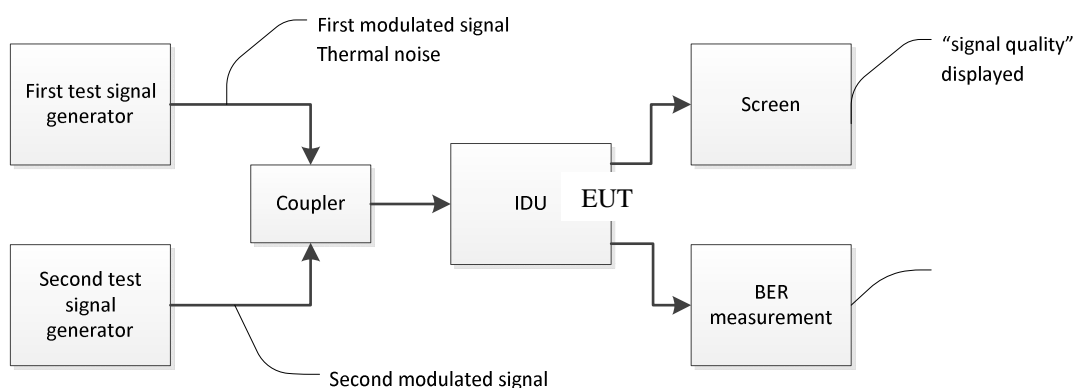 First modulated signal
Thermal noise
“signal quality”
displayed
First test signal
generator
Screen
Coupler
IDU
EUT
Second test
signal
generator
BER
measurement
Second modulated signal